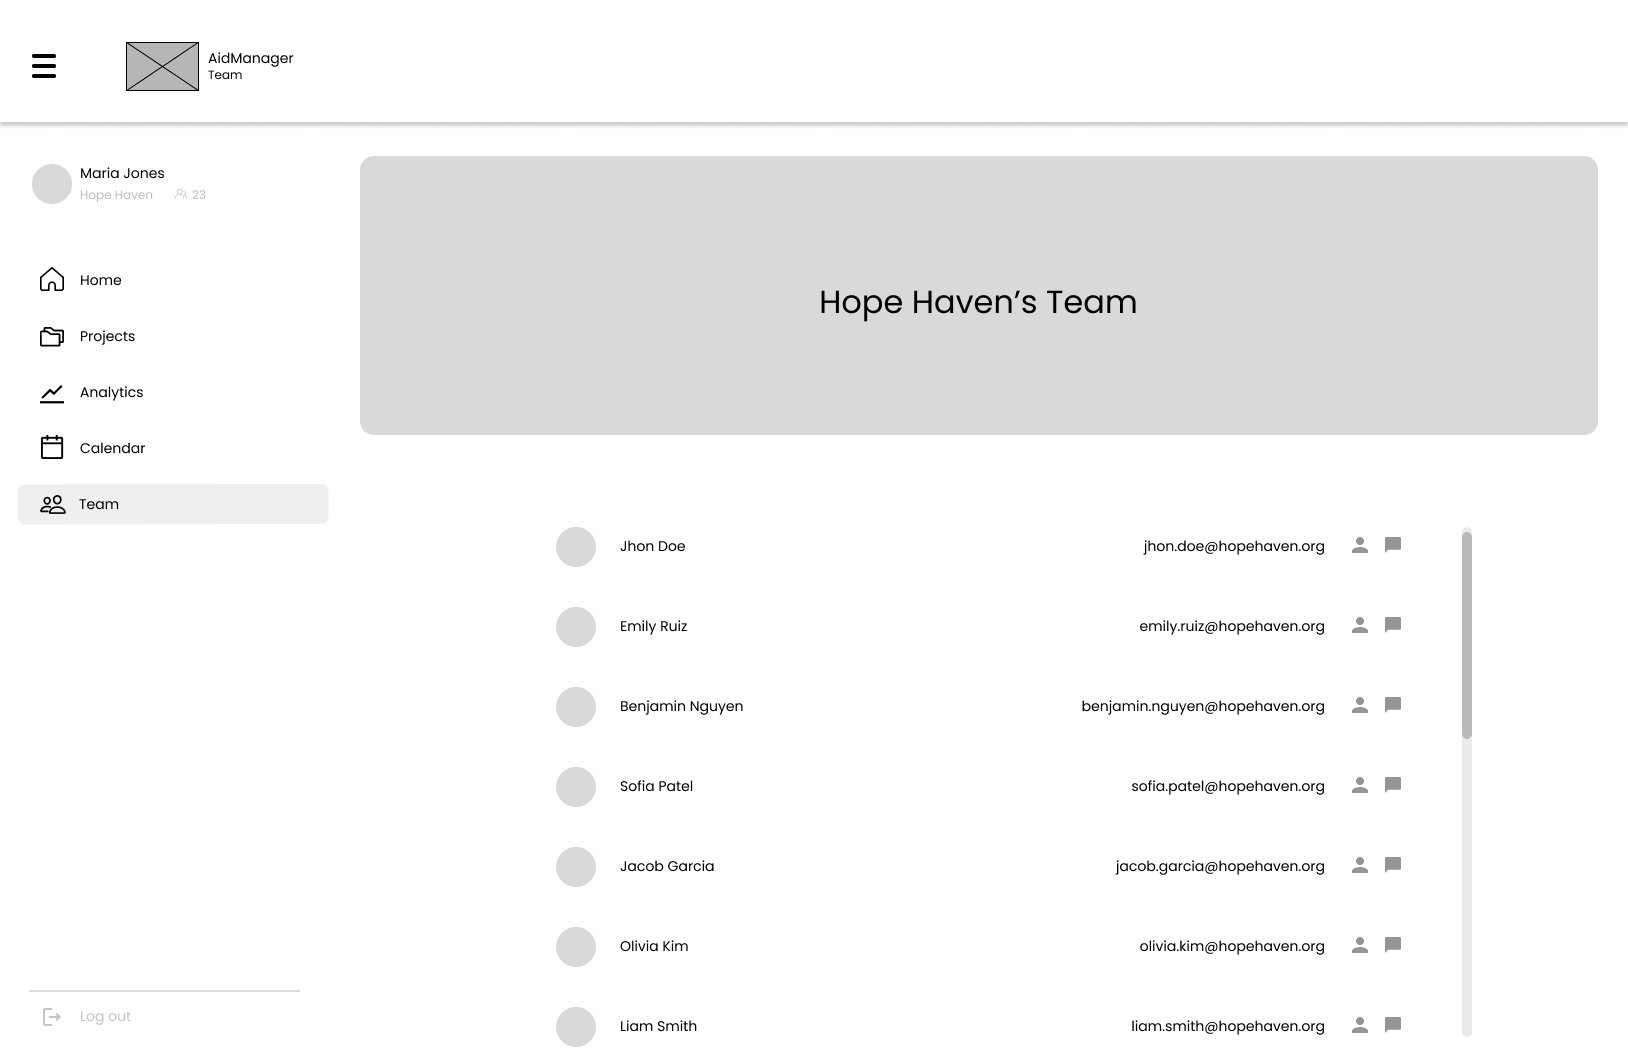 AidManager
Team
Maria Jones
Hope Haven 23
Home
Projects
Analytics
Calendar
Team
Log out
Hope Haven’s Team
Jhon Doe jhon.doe@hopehaven.org
Emily Ruiz emily.ruiz@hopehaven.org
Benjamin Nguyen benjamin.nguyen@hopehaven.org
Sofia Patel sofia.patel@hopehaven.org
Jacob Garcia jacob.garcia@hopehaven.org
Olivia Kim olivia.kim@hopehaven.org
Liam Smith liam.smith@hopehaven.org